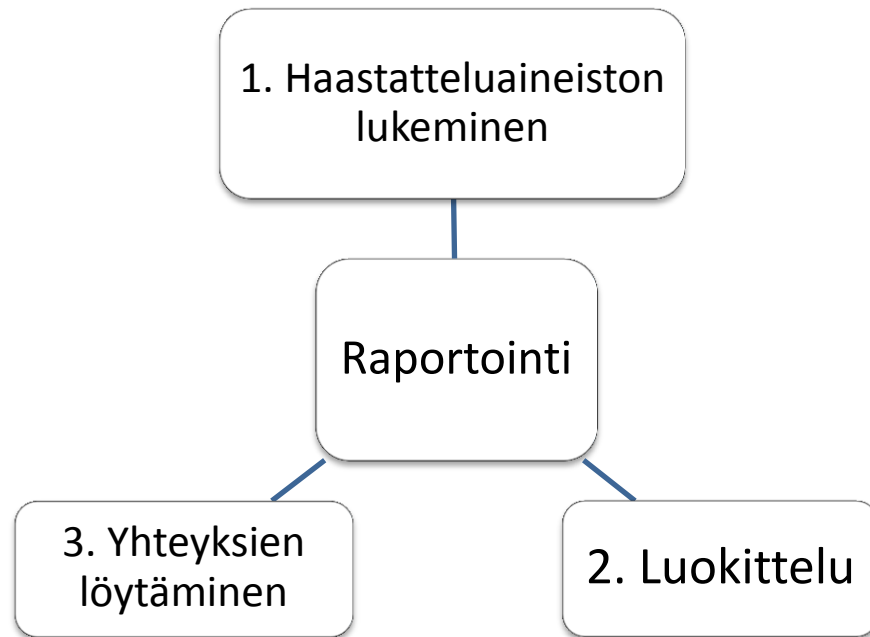 1. Haastatteluaineiston
lukeminen
Raportointi
3. Yhteyksien
löytäminen
2. Luokittelu